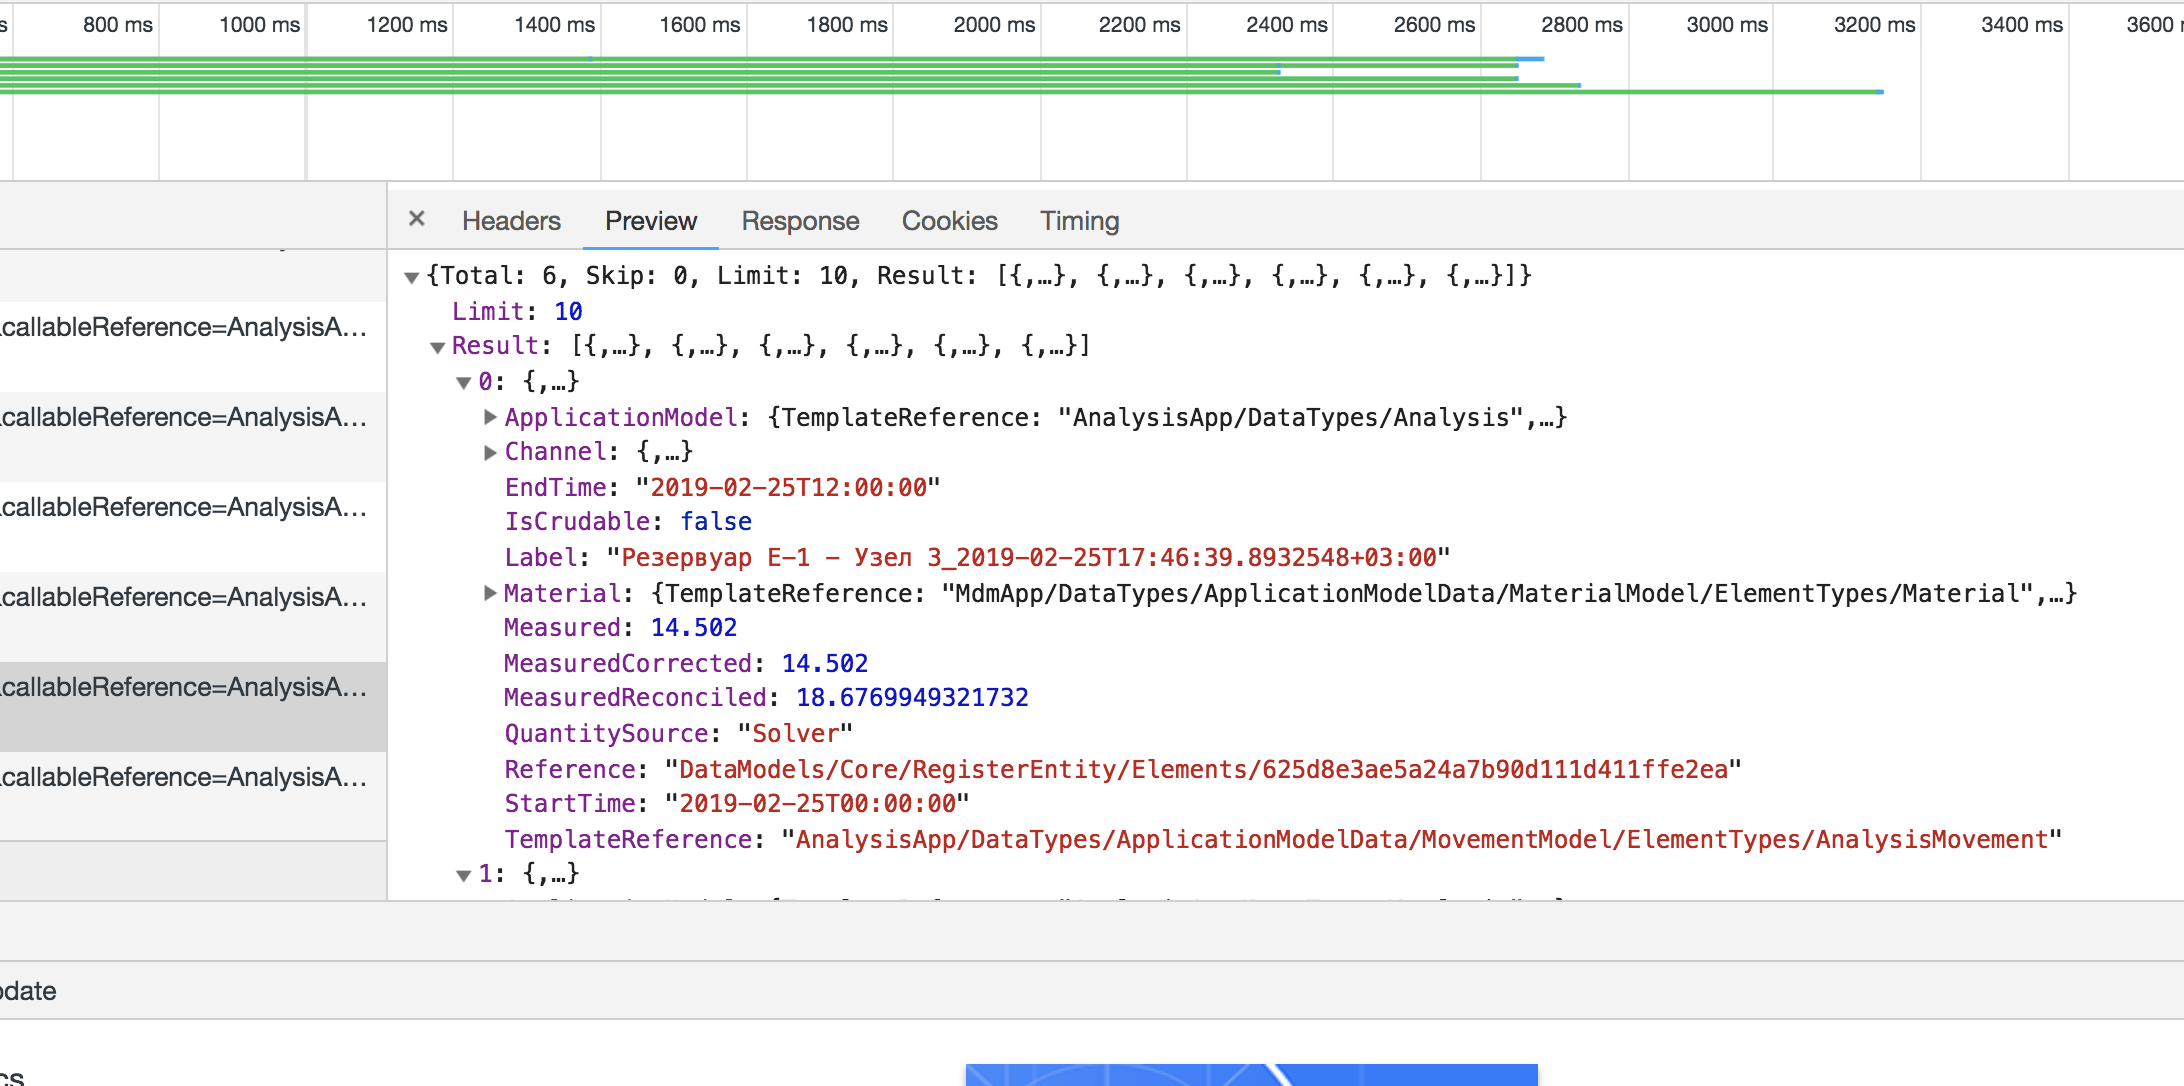 s 800 ms 1000 ms 1200 ms 1400 ms 1600 ms 1800 ms 2000 ms 2200 ms 2400 ms 2600 ms 2800 ms 3000 ms 3200 ms 3400 ms 3600
× Headers Preview Response Cookies Timing
{Total: 6, Skip: 0, Limit: 10, Result: [{,…}, {,…}, {,…}, {,…}, {,…}, {,…}]}
Limit: 10
callableReference=AnalysisA…
Result: [{,…}, {,…}, {,…}, {,…}, {,…}, {,…}]
0: {,…}
callableReference=AnalysisA…
ApplicationModel: {TemplateReference: "AnalysisApp/DataTypes/Analysis",…}
Channel: {,…}
EndTime: "2019-02-25T12:00:00"
callableReference=AnalysisA…
IsCrudable: false
Label: "Резервуар Е-1 - Узел 3_2019-02-25T17:46:39.8932548+03:00"
callableReference=AnalysisA…
Material: {TemplateReference: "MdmApp/DataTypes/ApplicationModelData/MaterialModel/ElementTypes/Material",…}
Measured: 14.502
MeasuredCorrected: 14.502
callableReference=AnalysisA…
MeasuredReconciled: 18.6769949321732
QuantitySource: "Solver"
Reference: "DataModels/Core/RegisterEntity/Elements/625d8e3ae5a24a7b90d111d411ffe2ea"
callableReference=AnalysisA…
StartTime: "2019-02-25T00:00:00"
TemplateReference: "AnalysisApp/DataTypes/ApplicationModelData/MovementModel/ElementTypes/AnalysisMovement"
1: {,…}
date
cs